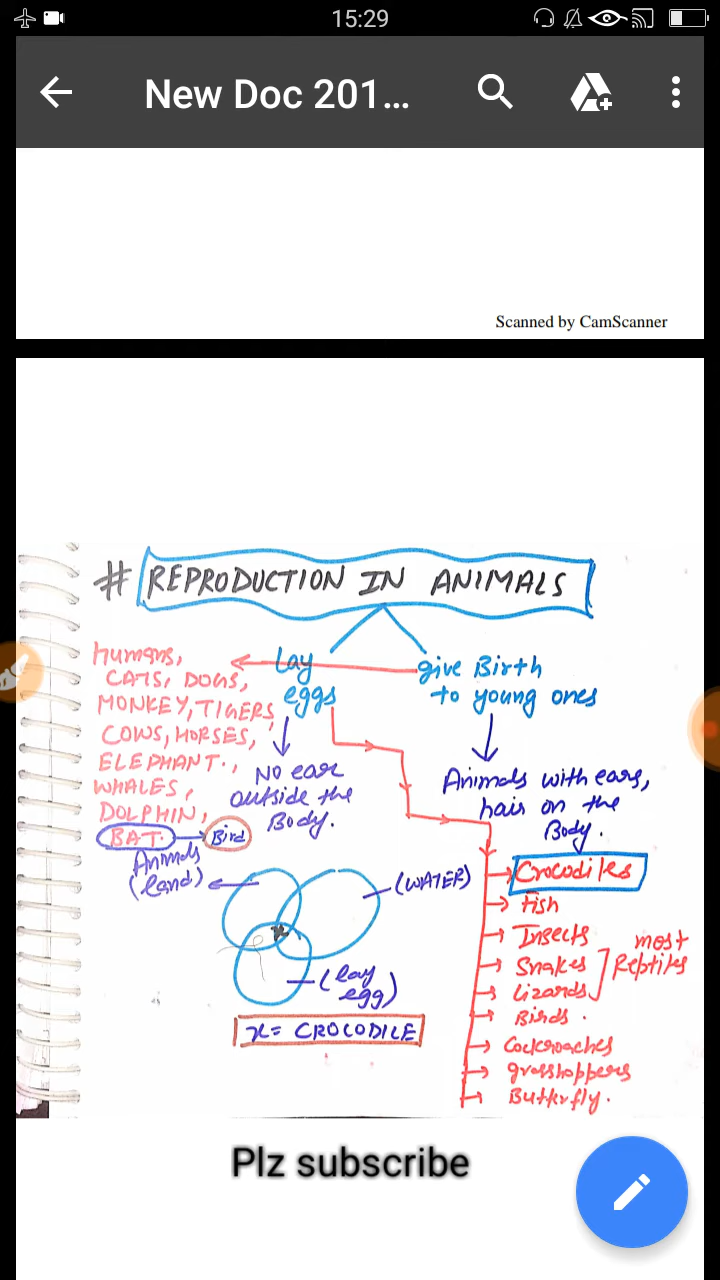 15:29
New Doc 201...
Scanned by CamScanner
# REPRODUCTION IN ANIMALS
Lay
eggs
give Birth
to young ones
humans,
CATS, DOGS,
MONKEY, TIGERS,
COWS, HORSES,
ELEPHANT.,
WHALES,
DOLPHIN,
BAT. → Bird
NO ear
outside the
Body.
Animals with ears,
hair on the
Body.
Animals
(land)
(WATER)
(lay
egg)
x
x = CROCODILE
Crocodiles
Fish
Insects
Snakes
Lizards
most
Reptiles
Birds.
Cockroaches
grasshoppers
Butterfly.
Plz subscribe